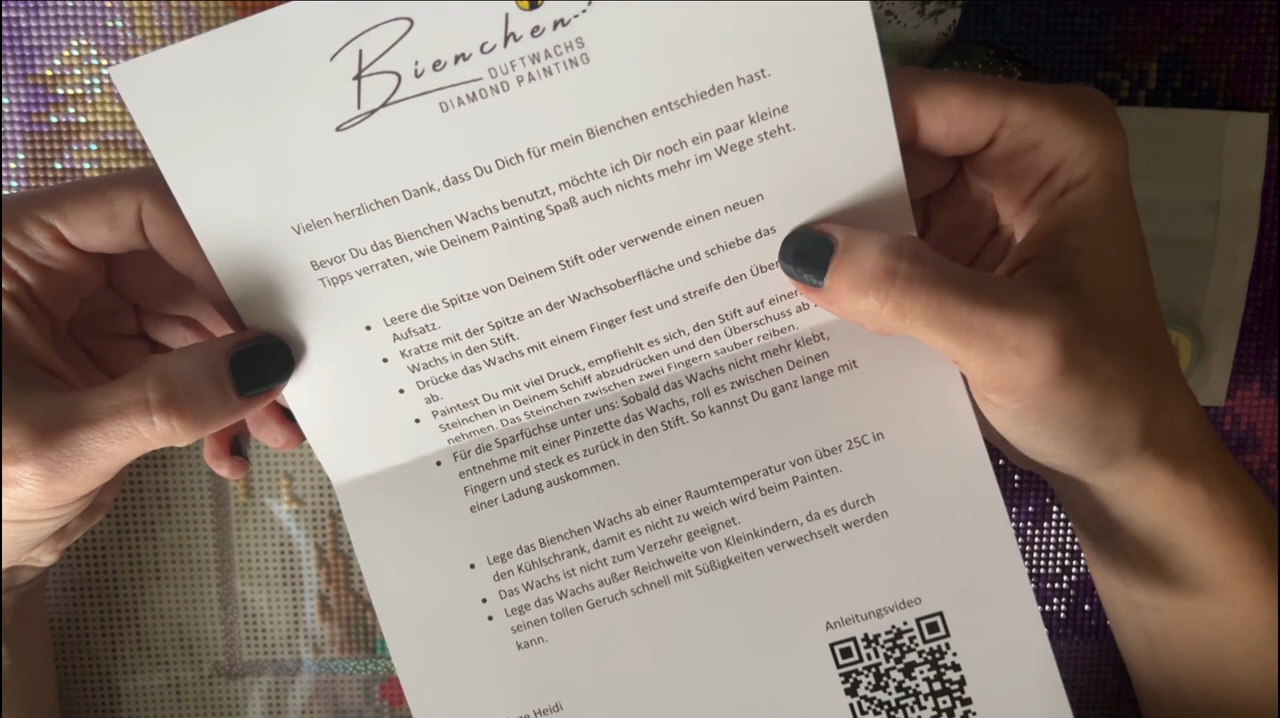 Bienchen
DUFTWACHS
DIAMOND PAINTING
Vielen herzlichen Dank, dass Du Dich für mein Bienchen entschieden hast.
Bevor Du das Bienchen Wachs benutzt, möchte ich Dir noch ein paar kleine
Tipps verraten, wie Deinem Painting Spaß auch nichts mehr im Wege steht.
• Leere die Spitze von Deinem Stift oder verwende einen neuen
Aufsatz.
• Kratze mit der Spitze an der Wachsoberfläche und schiebe das
Wachs in den Stift.
• Drücke das Wachs mit einem Finger fest und streife den
ab.
• Paintest Du mit viel Druck, empfiehlt es sich, den Stift auf
Steinchen in Deinem Schiff abzudrücken und den Überschuss ab
nehmen. Das Steinchen zwischen zwei Fingern sauber reiben.
• Für die Sparfüchse unter uns: Sobald das Wachs nicht mehr klebt,
entnehme mit einer Pinzette das Wachs, roll es zwischen Deinen
Fingern und steck es zurück in den Stift. So kannst Du ganz lange mit
einer Ladung auskommen.
• Lege das Bienchen Wachs ab einer Raumtemperatur von über 25C in
den Kühlschrank, damit es nicht zu weich wird beim Painten.
• Das Wachs ist nicht zum Verzehr geeignet.
• Lege das Wachs außer Reichweite von Kleinkindern, da es durch
seinen tollen Geruch schnell mit Süßigkeiten verwechselt werden
kann.
Anleitungsvideo
Heidi